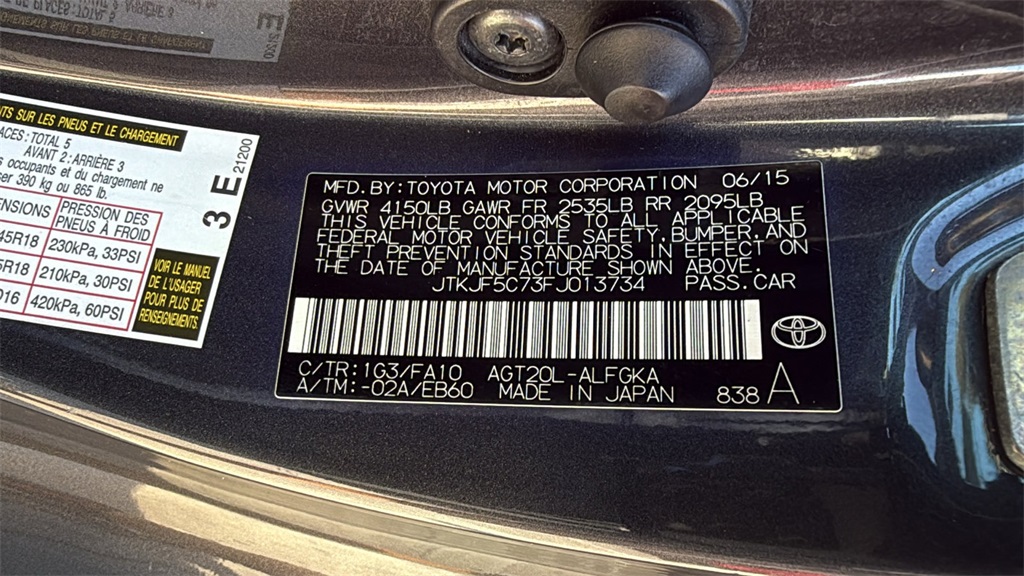 NTS SUR LES PNEUS ET LE CHARGEMENT
ACES: TOTAL 5
AVANT 2: ARRIÈRE 3
occupants et du chargement ne
ser 390 kg ou 865 lb.
ENSIONS
PRESSION DES
PNEUS À FROID
45R18
230kPa, 33PSI
5R18
210kPa, 30PSI
D16
420kPa, 60PSI
VOIR LE MANUEL
DE L'USAGER
POUR PLUS DE
RENSEIGNEMENTS.
3 E
21200
MFD.BY:TOYOTA MOTOR CORPORATION 06/15
GVWR 4150LB GAWR FR 2535LB RR 2095LB
THIS VEHICLE CONFORMS TO ALL APPLICABLE
FEDERAL MOTOR VEHICLE SAFETY, BUMPER, AND
THEFT PREVENTION STANDARDS IN EFFECT ON
THE DATE OF MANUFACTURE SHOWN ABOVE.
JTKJF5C73FJ013734 PASS.CAR
C/TR:1G3/FA10 AGT20L-ALFGKA
A/TM:-02A/EB60 MADE IN JAPAN 838 A